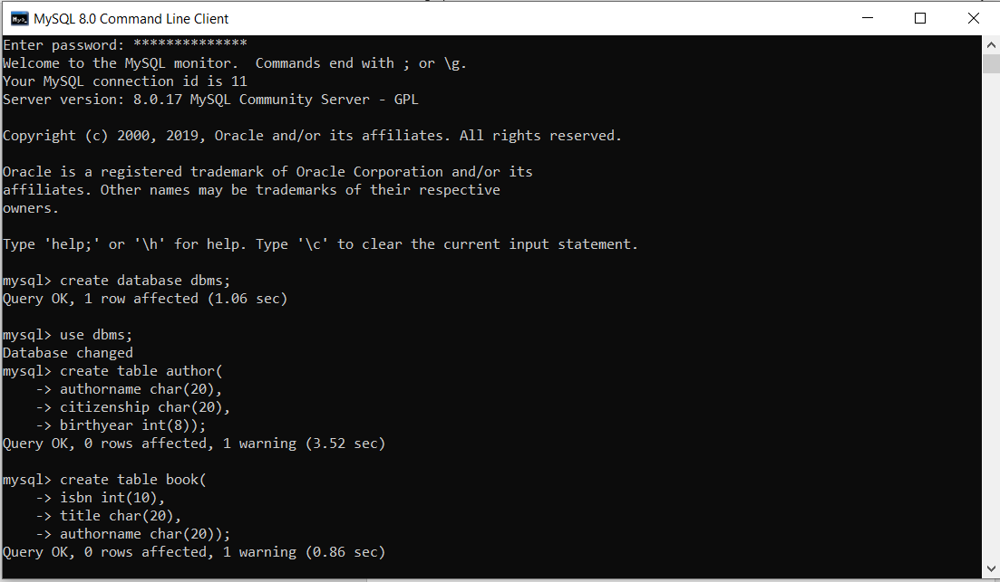 MySQL 8.0 Command Line Client
Enter password: **************
Welcome to the MySQL monitor.  Commands end with ; or \g.
Your MySQL connection id is 11
Server version: 8.0.17 MySQL Community Server - GPL
Copyright (c) 2000, 2019, Oracle and/or its affiliates. All rights reserved.
Oracle is a registered trademark of Oracle Corporation and/or its
affiliates. Other names may be trademarks of their respective
owners.
Type 'help;' or '\h' for help. Type '\c' to clear the current input statement.
mysql> create database dbms;
Query OK, 1 row affected (1.06 sec)
mysql> use dbms;
Database changed
mysql> create table author(
    -> authorname char(20),
    -> citizenship char(20),
    -> birthyear int(8));
Query OK, 0 rows affected, 1 warning (3.52 sec)
mysql> create table book(
    -> isbn int(10),
    -> title char(20),
    -> authorname char(20));
Query OK, 0 rows affected, 1 warning (0.86 sec)